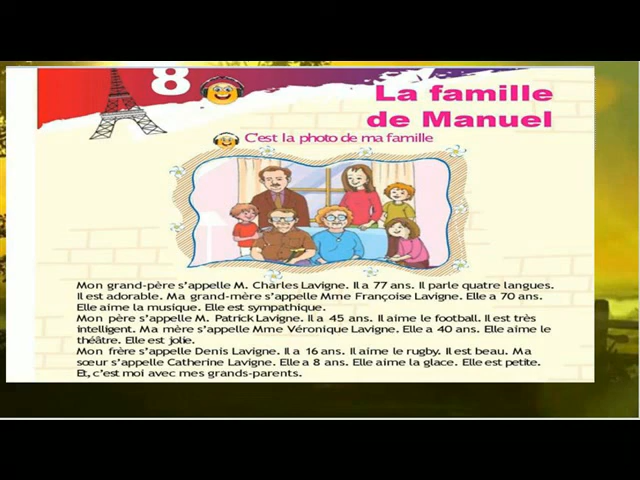 8
La famille
de Manuel
C'est la photo de ma famille
Mon grand-père s'appelle M. Charles Lavigne. Il a 77 ans. Il parle quatre langues.
Il est adorable. Ma grand-mère s'appelle Mme Françoise Lavigne. Elle a 70 ans.
Elle aime la musique. Elle est sympathique.
Mon père s'appelle M. Patrick Lavigne. Il a 45 ans. Il aime le football. Il est très
intelligent. Ma mère s'appelle Mme Véronique Lavigne. Elle a 40 ans. Elle aime le
théâtre. Elle est jolie.
Mon frère s'appelle Denis Lavigne. Il a 16 ans. Il aime le rugby. Il est beau. Ma
sœur s'appelle Catherine Lavigne. Elle a 8 ans. Elle aime la glace. Elle est petite.
Et, c'est moi avec mes grands-parents.